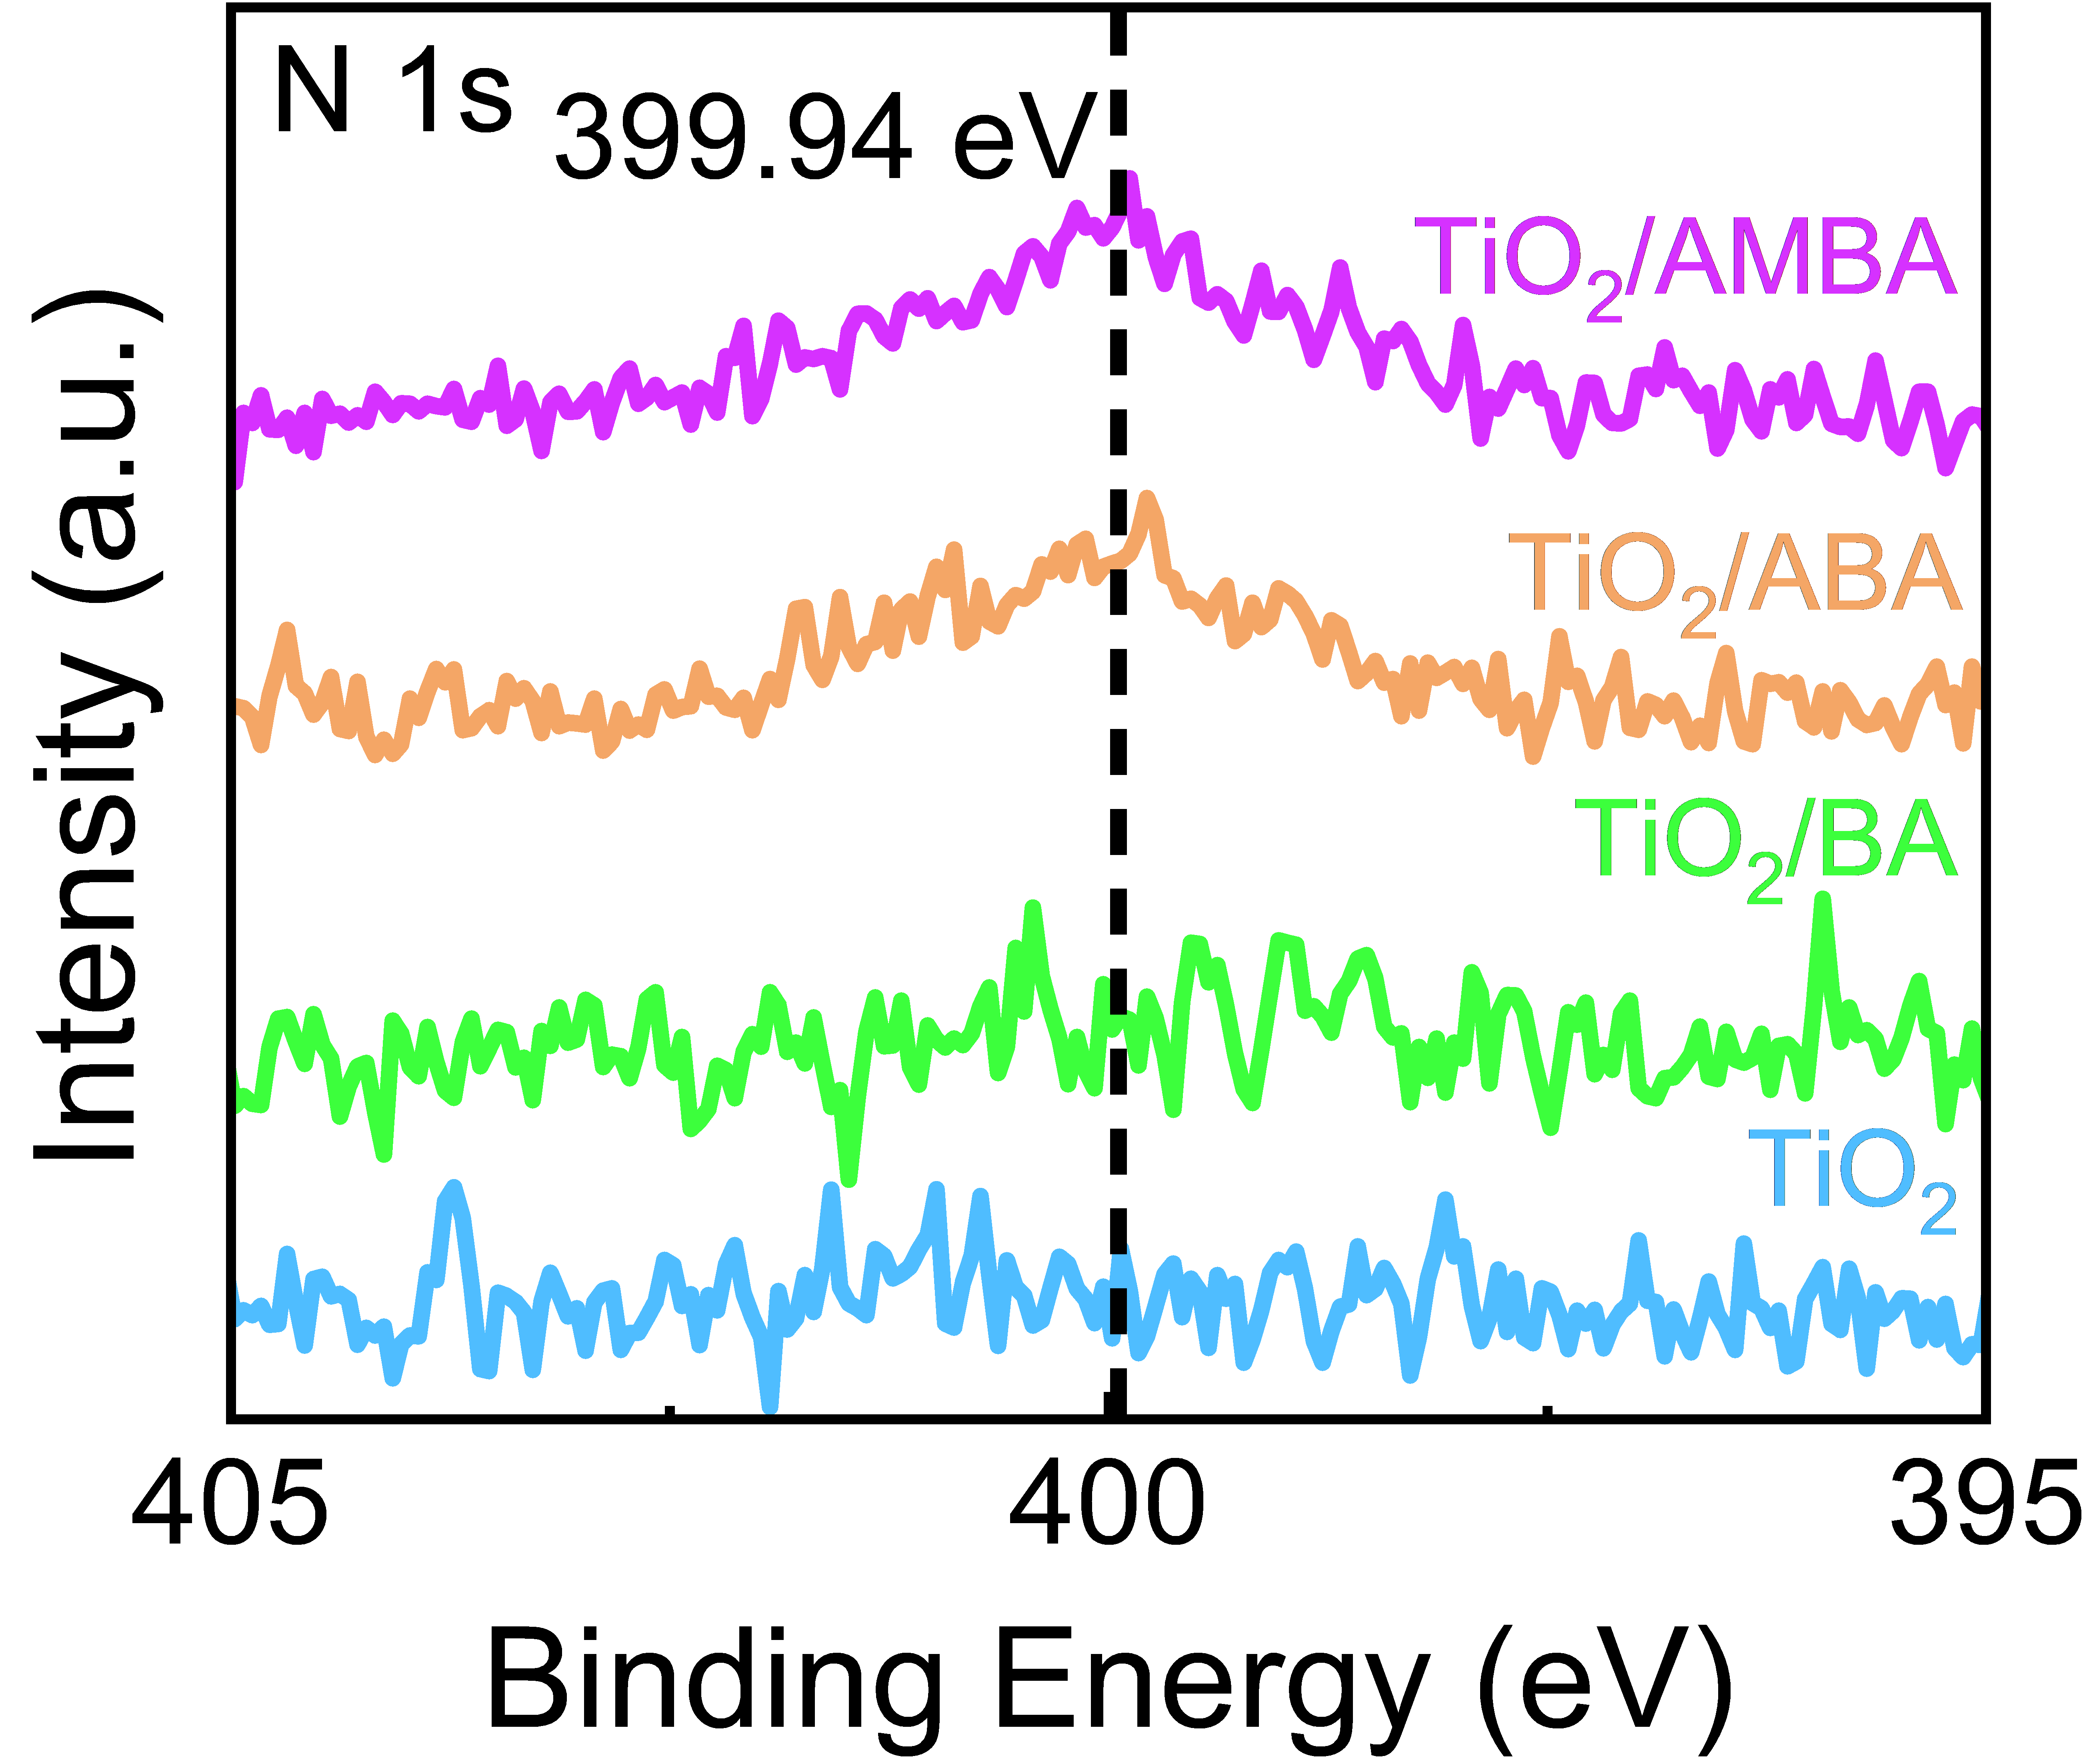 N 1s
399.94 eV
TiO₂/AMBA
TiO₂/ABA
TiO₂/BA
TiO₂
Intensity (a.u.)
405 400 395
Binding Energy (eV)